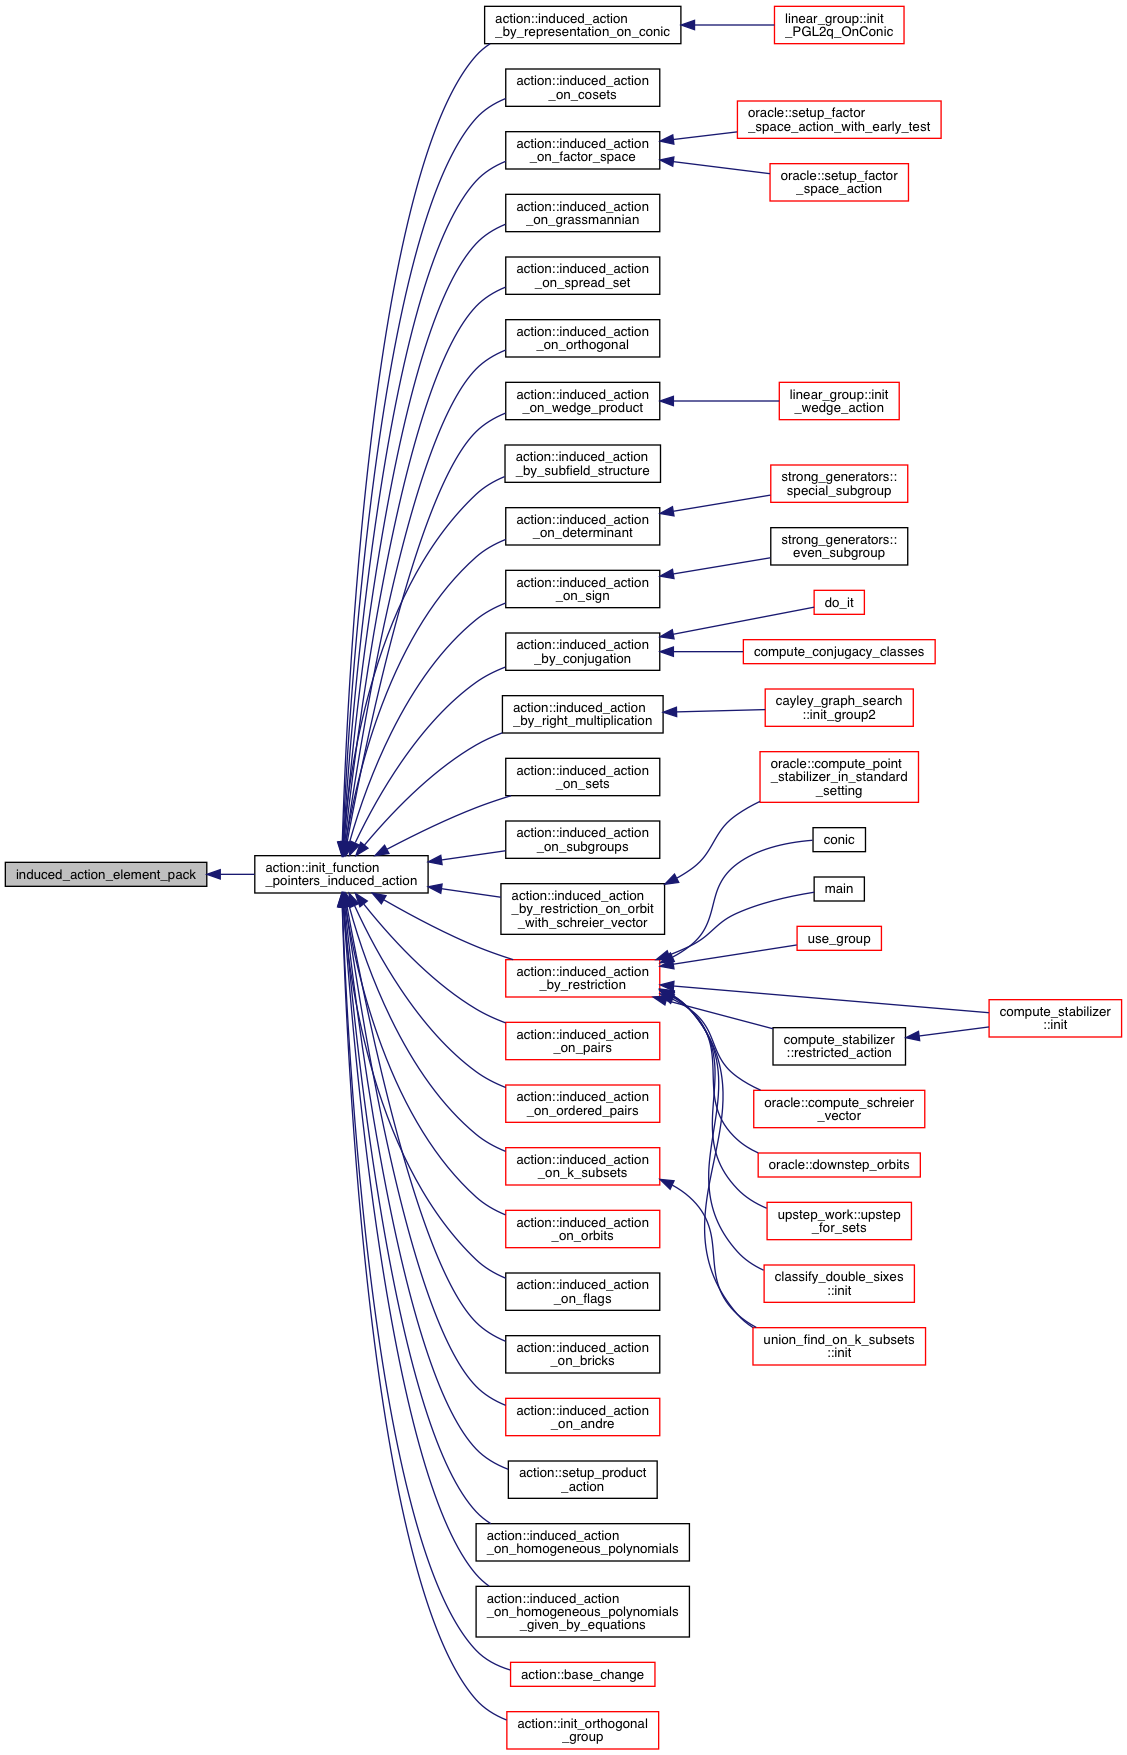 induced_action_element_pack
action::init_function
_pointers_induced_action
action::induced_action
_by_representation_on_conic
action::induced_action
_on_cosets
action::induced_action
_on_factor_space
action::induced_action
_on_grassmannian
action::induced_action
_on_spread_set
action::induced_action
_on_orthogonal
action::induced_action
_on_wedge_product
action::induced_action
_by_subfield_structure
action::induced_action
_on_determinant
action::induced_action
_on_sign
action::induced_action
_by_conjugation
action::induced_action
_by_right_multiplication
action::induced_action
_on_sets
action::induced_action
_on_subgroups
action::induced_action
_by_restriction_on_orbit
_with_schreier_vector
action::induced_action
_by_restriction
action::induced_action
_on_pairs
action::induced_action
_on_ordered_pairs
action::induced_action
_on_k_subsets
action::induced_action
_on_orbits
action::induced_action
_on_flags
action::induced_action
_on_bricks
action::induced_action
_on_andre
action::setup_product
_action
action::induced_action
_on_homogeneous_polynomials
action::induced_action
_on_homogeneous_polynomials
_given_by_equations
action::base_change
action::init_orthogonal
_group
linear_group::init
_PGL2q_OnConic
oracle::setup_factor
_space_action_with_early_test
oracle::setup_factor
_space_action
linear_group::init
_wedge_action
strong_generators::
special_subgroup
strong_generators::
even_subgroup
do_it
compute_conjugacy_classes
cayley_graph_search
::init_group2
oracle::compute_point
_stabilizer_in_standard
_setting
conic
main
use_group
compute_stabilizer
::restricted_action
oracle::compute_schreier
_vector
oracle::downstep_orbits
upstep_work::upstep
_for_sets
classify_double_sixes
::init
union_find_on_k_subsets
::init
compute_stabilizer
::init